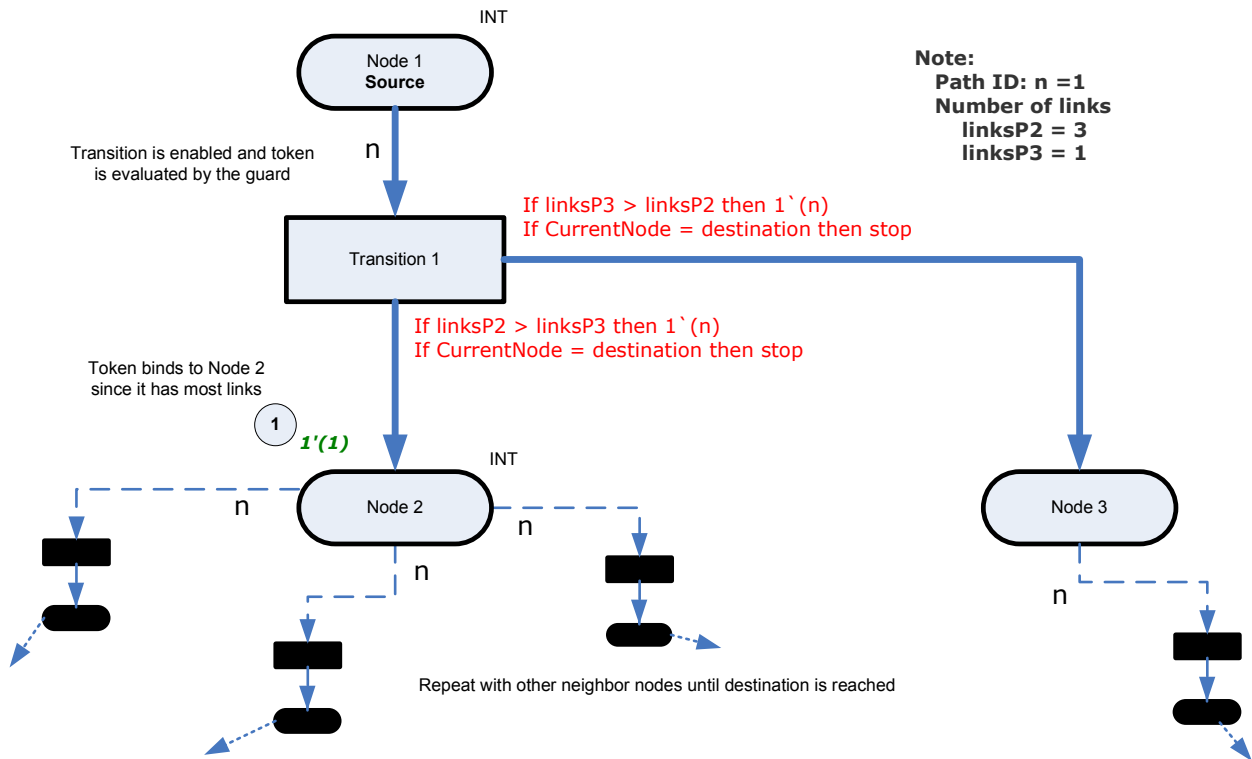 INT
Node 1
Source
Note:
Path ID: n =1
Number of links
linksP2 = 3
linksP3 = 1
n
Transition is enabled and token
is evaluated by the guard
If linksP3 > linksP2 then 1`(n)
If CurrentNode = destination then stop
Transition 1
If linksP2 > linksP3 then 1`(n)
If CurrentNode = destination then stop
Token binds to Node 2
since it has most links
1
1'(1)
INT
Node 2
Node 3
n
n
n
n
Repeat with other neighbor nodes until destination is reached